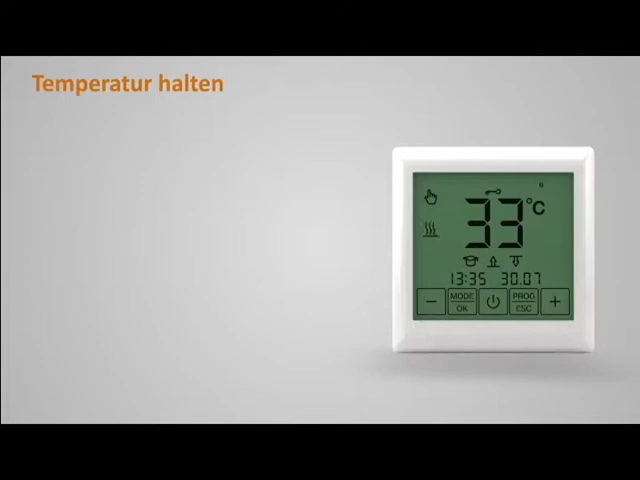 Temperatur halten
33°C
13:35 30.07
− MODE OK PROG ESC +